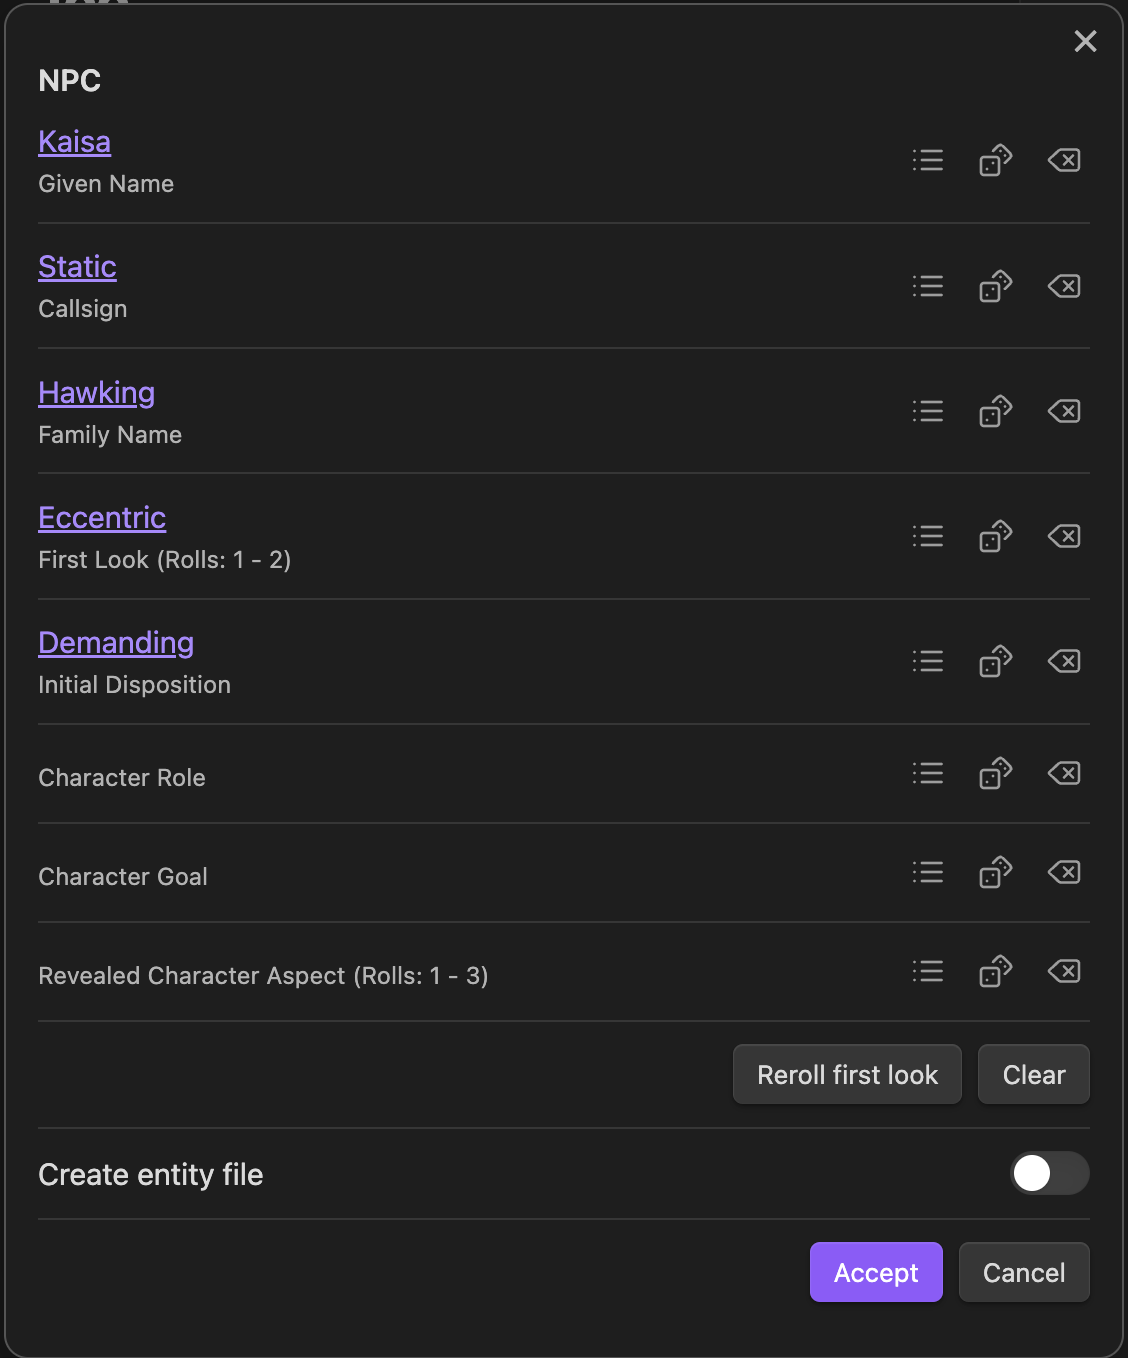 NPC
Kaisa
Given Name
Static
Callsign
Hawking
Family Name
Eccentric
First Look (Rolls: 1 - 2)
Demanding
Initial Disposition
Character Role
Character Goal
Revealed Character Aspect (Rolls: 1 - 3)
Reroll first look Clear
Create entity file
Accept Cancel